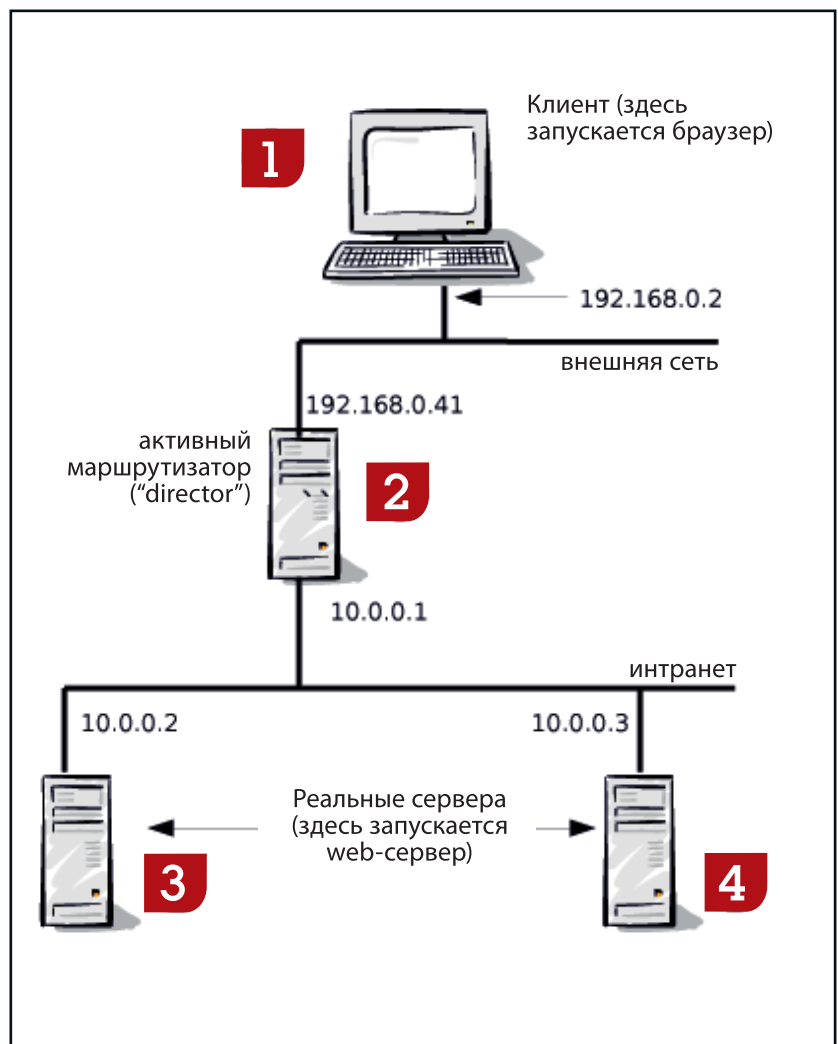 Клиент (здесь
запускается браузер)
1
192.168.0.2
внешняя сеть
192.168.0.41
активный
маршрутизатор
(“director”)
2
10.0.0.1
интранет
10.0.0.2
10.0.0.3
Реальные сервера
(здесь запускается
web-сервер)
3
4